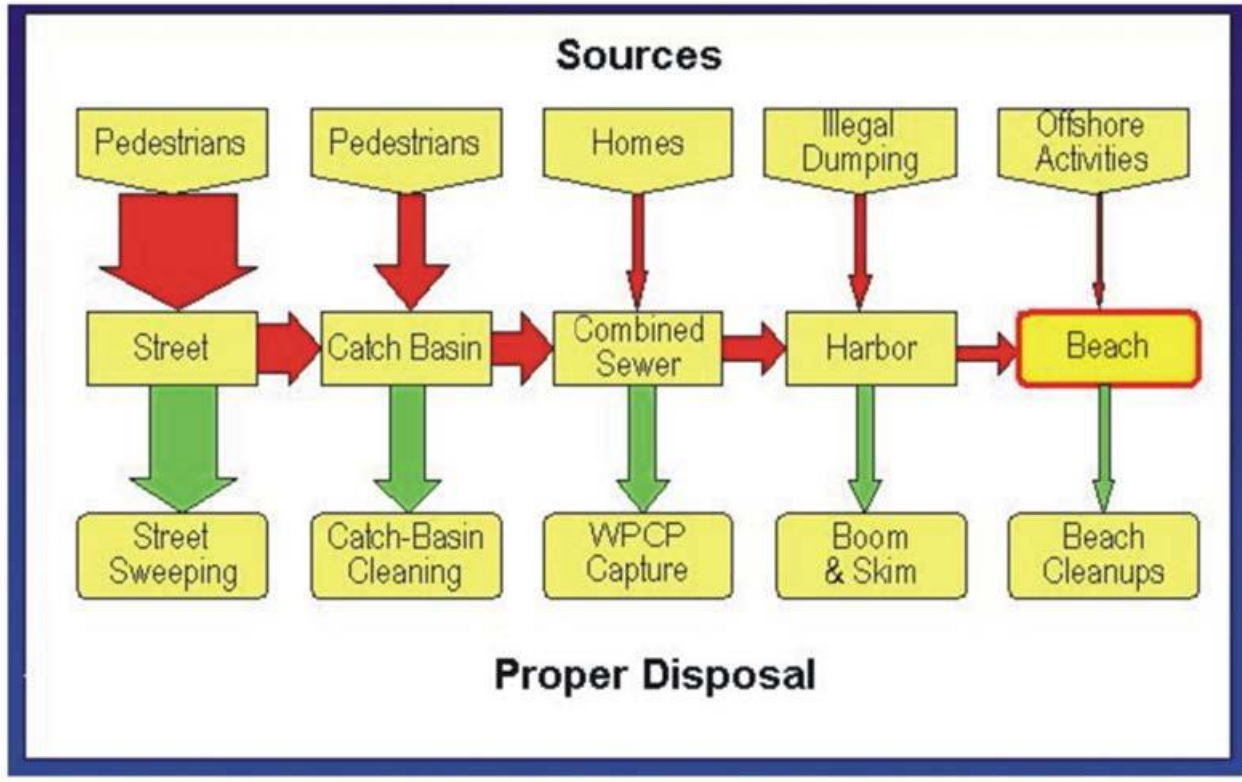 Sources
Pedestrians
Pedestrians
Homes
Illegal
Dumping
Offshore
Activities
Street
Catch Basin
Combined
Sewer
Harbor
Beach
Street
Sweeping
Catch-Basin
Cleaning
WPCP
Capture
Boom
& Skim
Beach
Cleanups
Proper Disposal